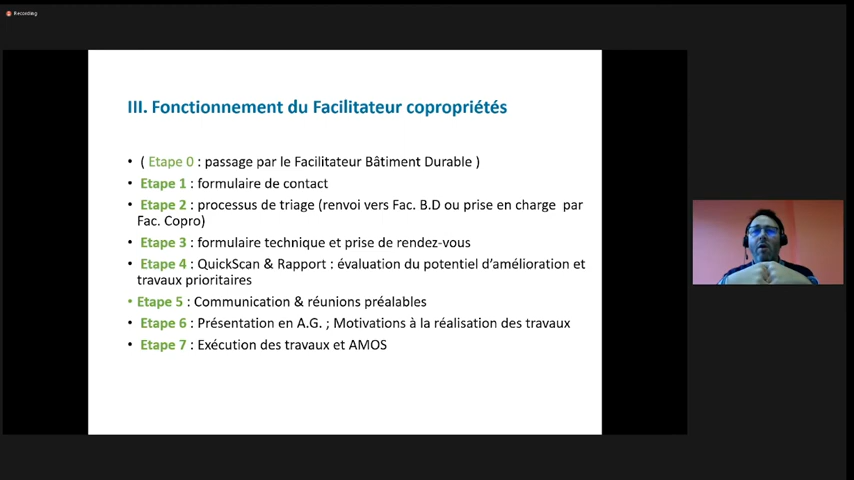 Recording
III. Fonctionnement du Facilitateur copropriétés
• ( Etape 0 : passage par le Facilitateur Bâtiment Durable )
• Etape 1 : formulaire de contact
• Etape 2 : processus de triage (renvoi vers Fac. B.D ou prise en charge par
Fac. Copro)
• Etape 3 : formulaire technique et prise de rendez-vous
• Etape 4 : QuickScan & Rapport : évaluation du potentiel d'amélioration et
travaux prioritaires
• Etape 5 : Communication & réunions préalables
• Etape 6 : Présentation en A.G. ; Motivations à la réalisation des travaux
• Etape 7 : Exécution des travaux et AMOS